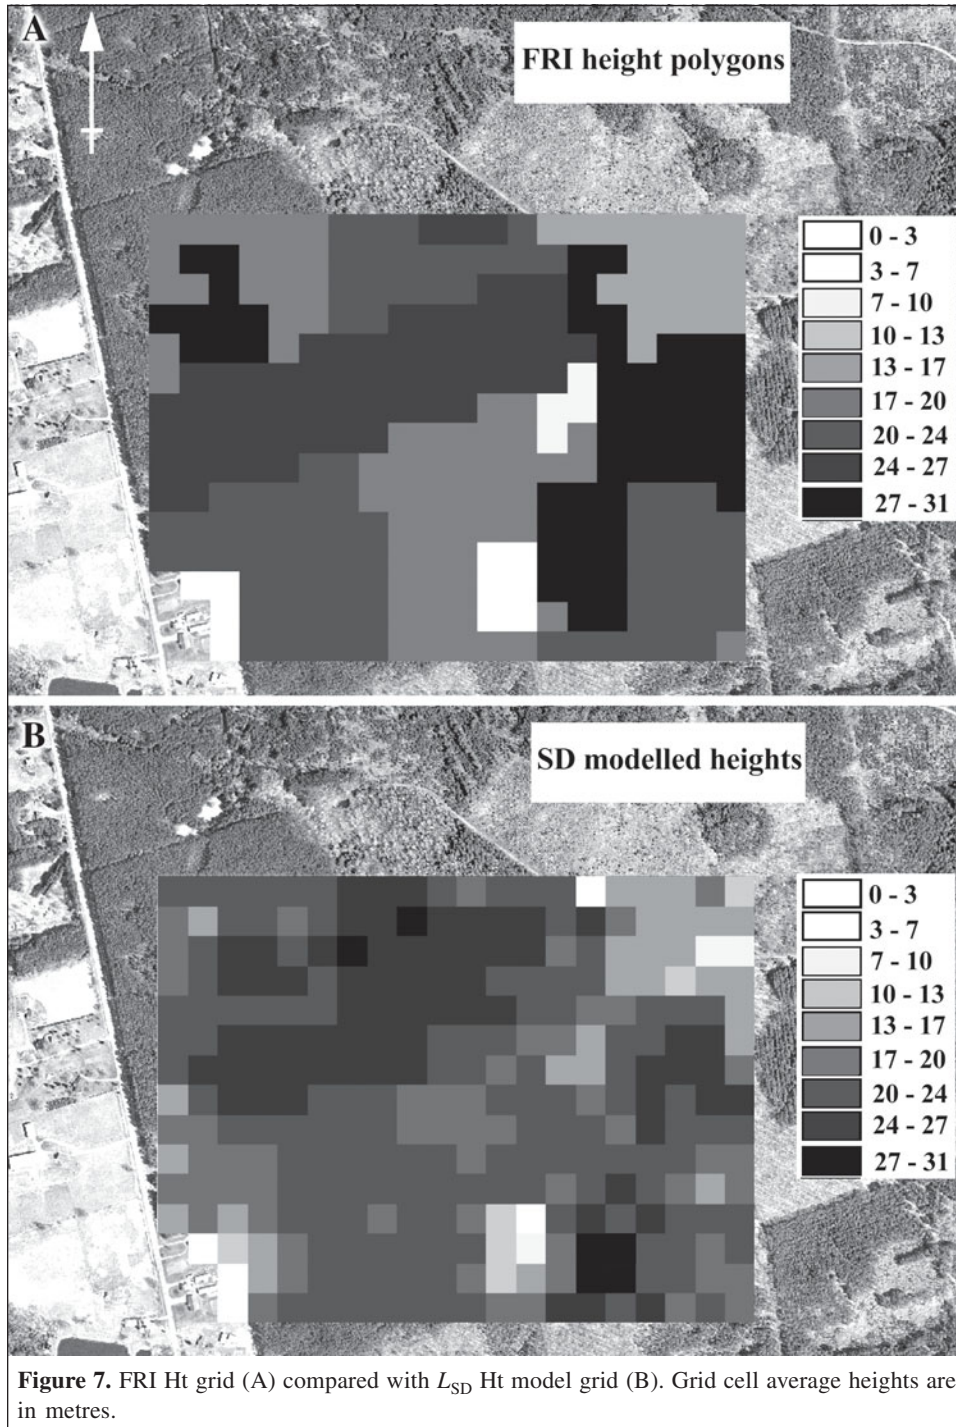 A
FRI height polygons
0 - 3
3 - 7
7 - 10
10 - 13
13 - 17
17 - 20
20 - 24
24 - 27
27 - 31
B
SD modelled heights
0 - 3
3 - 7
7 - 10
10 - 13
13 - 17
17 - 20
20 - 24
24 - 27
27 - 31
Figure 7. FRI Ht grid (A) compared with LSD Ht model grid (B). Grid cell average heights are
in metres.